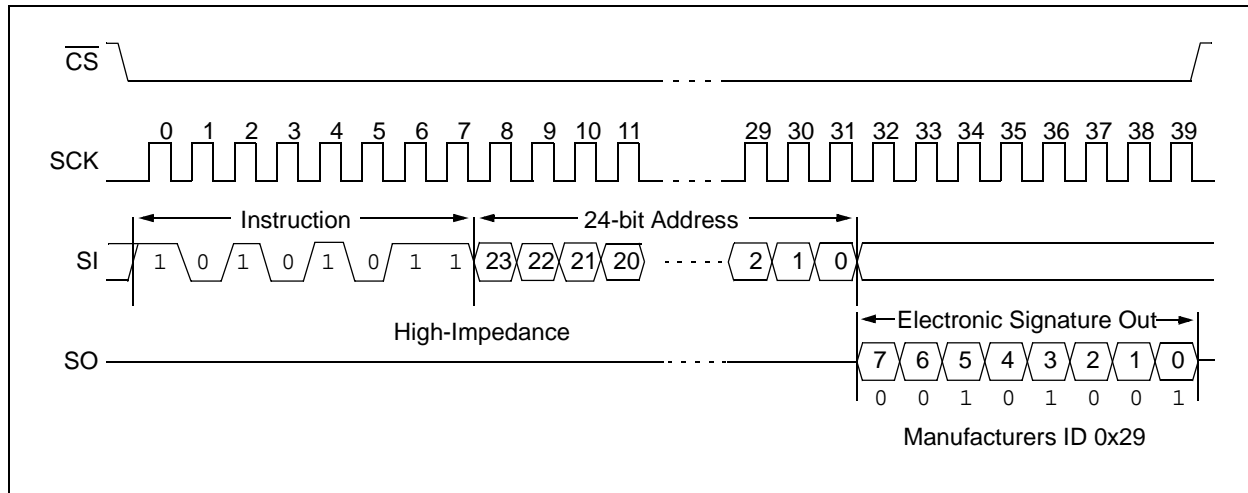 CS
0 1 2 3 4 5 6 7 8 9 10 11 29 30 31 32 33 34 35 36 37 38 39
SCK
Instruction 24-bit Address
SI 1 0 1 0 1 0 1 1 23 22 21 20 2 1 0
High-Impedance Electronic Signature Out
SO 7 6 5 4 3 2 1 0
0 0 1 0 1 0 0 1
Manufacturers ID 0x29